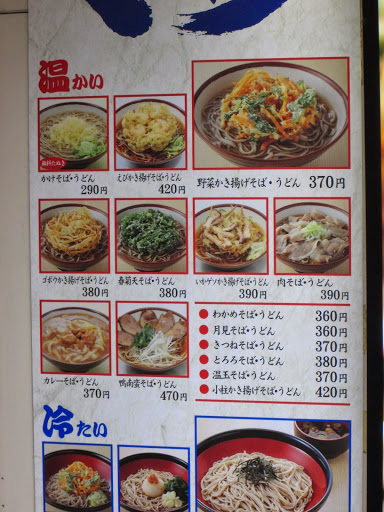 温かい
かけそば・うどん
290円
えびかき揚げそば・うどん
420円
野菜かき揚げそば・うどん 370円
ゴボウかき揚げそば・うどん
380円
春菊天そば・うどん
380円
いかゲソかき揚げそば・うどん
390円
肉そば・うどん
390円
カレーそば・うどん
370円
鴨南蛮そば・うどん
470円
● わかめそば・うどん 360円
● 月見そば・うどん 360円
● きつねそば・うどん 370円
● とろろそば・うどん 380円
● 温玉そば・うどん 370円
● 小柱かき揚げそば・うどん 420円
冷たい